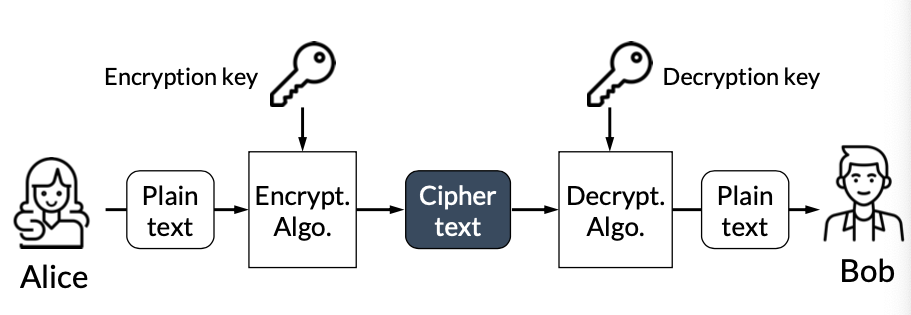 Encryption key
Decryption key
Plain
text
Encrypt.
Algo.
Cipher
text
Decrypt.
Algo.
Plain
text
Alice
Bob